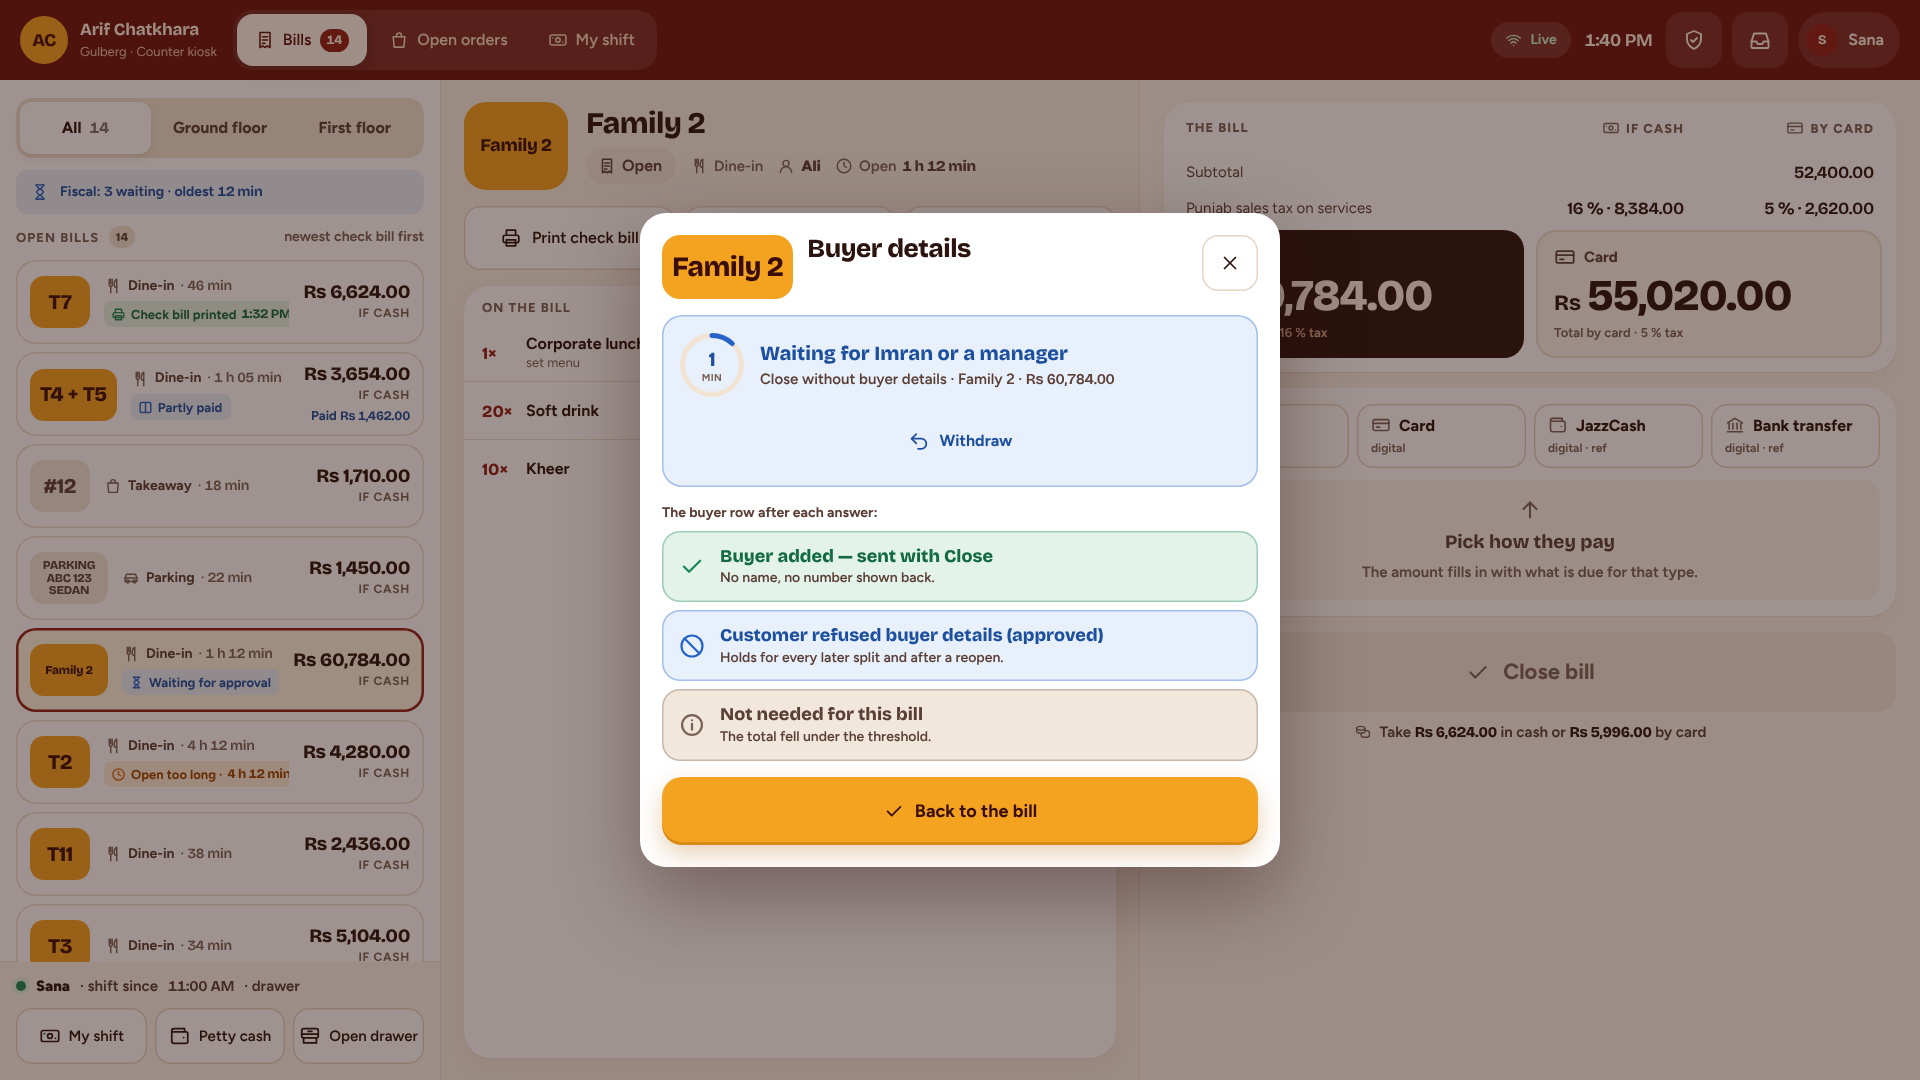 AC
Arif Chatkhara
Gulberg · Counter kiosk
Bills 14
Open orders
My shift
Live
1:40 PM
S
Sana
All 14
Ground floor
First floor
Fiscal: 3 waiting · oldest 12 min
OPEN BILLS 14
newest check bill first
T7
Dine-in · 46 min
Check bill printed 1:32 PM
Rs 6,624.00
IF CASH
T4 + T5
Dine-in · 1 h 05 min
Partly paid
Rs 3,654.00
IF CASH
Paid Rs 1,462.00
#12
Takeaway · 18 min
Rs 1,710.00
IF CASH
PARKING
ABC 123
SEDAN
Parking · 22 min
Rs 1,450.00
IF CASH
Family 2
Dine-in · 1 h 12 min
Waiting for approval
Rs 60,784.00
IF CASH
T2
Dine-in · 4 h 12 min
Open too long · 4 h 12 min
Rs 4,280.00
IF CASH
T11
Dine-in · 38 min
Rs 2,436.00
IF CASH
T3
Dine-in · 34 min
Rs 5,104.00
IF CASH
Sana · shift since 11:00 AM · drawer
My shift
Petty cash
Open drawer
Family 2
Family 2
Open
Dine-in
Ali
Open 1 h 12 min
Print check bill
ON THE BILL
1× Corporate lunch
set menu
20× Soft drink
10× Kheer
THE BILL
IF CASH
BY CARD
Subtotal
52,400.00
Punjab sales tax on services
16 % · 8,384.00
5 % · 2,620.00
,784.00
16 % tax
Card
Rs 55,020.00
Total by card · 5 % tax
Card
digital
JazzCash
digital · ref
Bank transfer
digital · ref
Pick how they pay
The amount fills in with what is due for that type.
Close bill
Take Rs 6,624.00 in cash or Rs 5,996.00 by card
Family 2
Buyer details
1
MIN
Waiting for Imran or a manager
Close without buyer details · Family 2 · Rs 60,784.00
Withdraw
The buyer row after each answer:
Buyer added — sent with Close
No name, no number shown back.
Customer refused buyer details (approved)
Holds for every later split and after a reopen.
Not needed for this bill
The total fell under the threshold.
Back to the bill